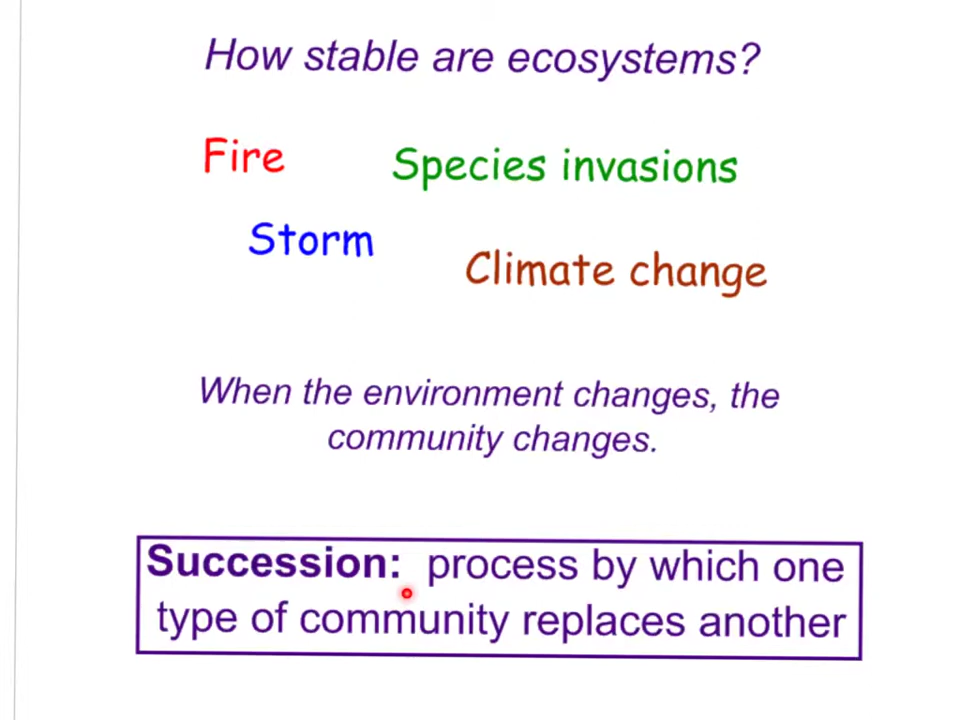 How stable are ecosystems?
Fire
Species invasions
Storm
Climate change
When the environment changes, the
community changes.
Succession: process by which one
type of community replaces another